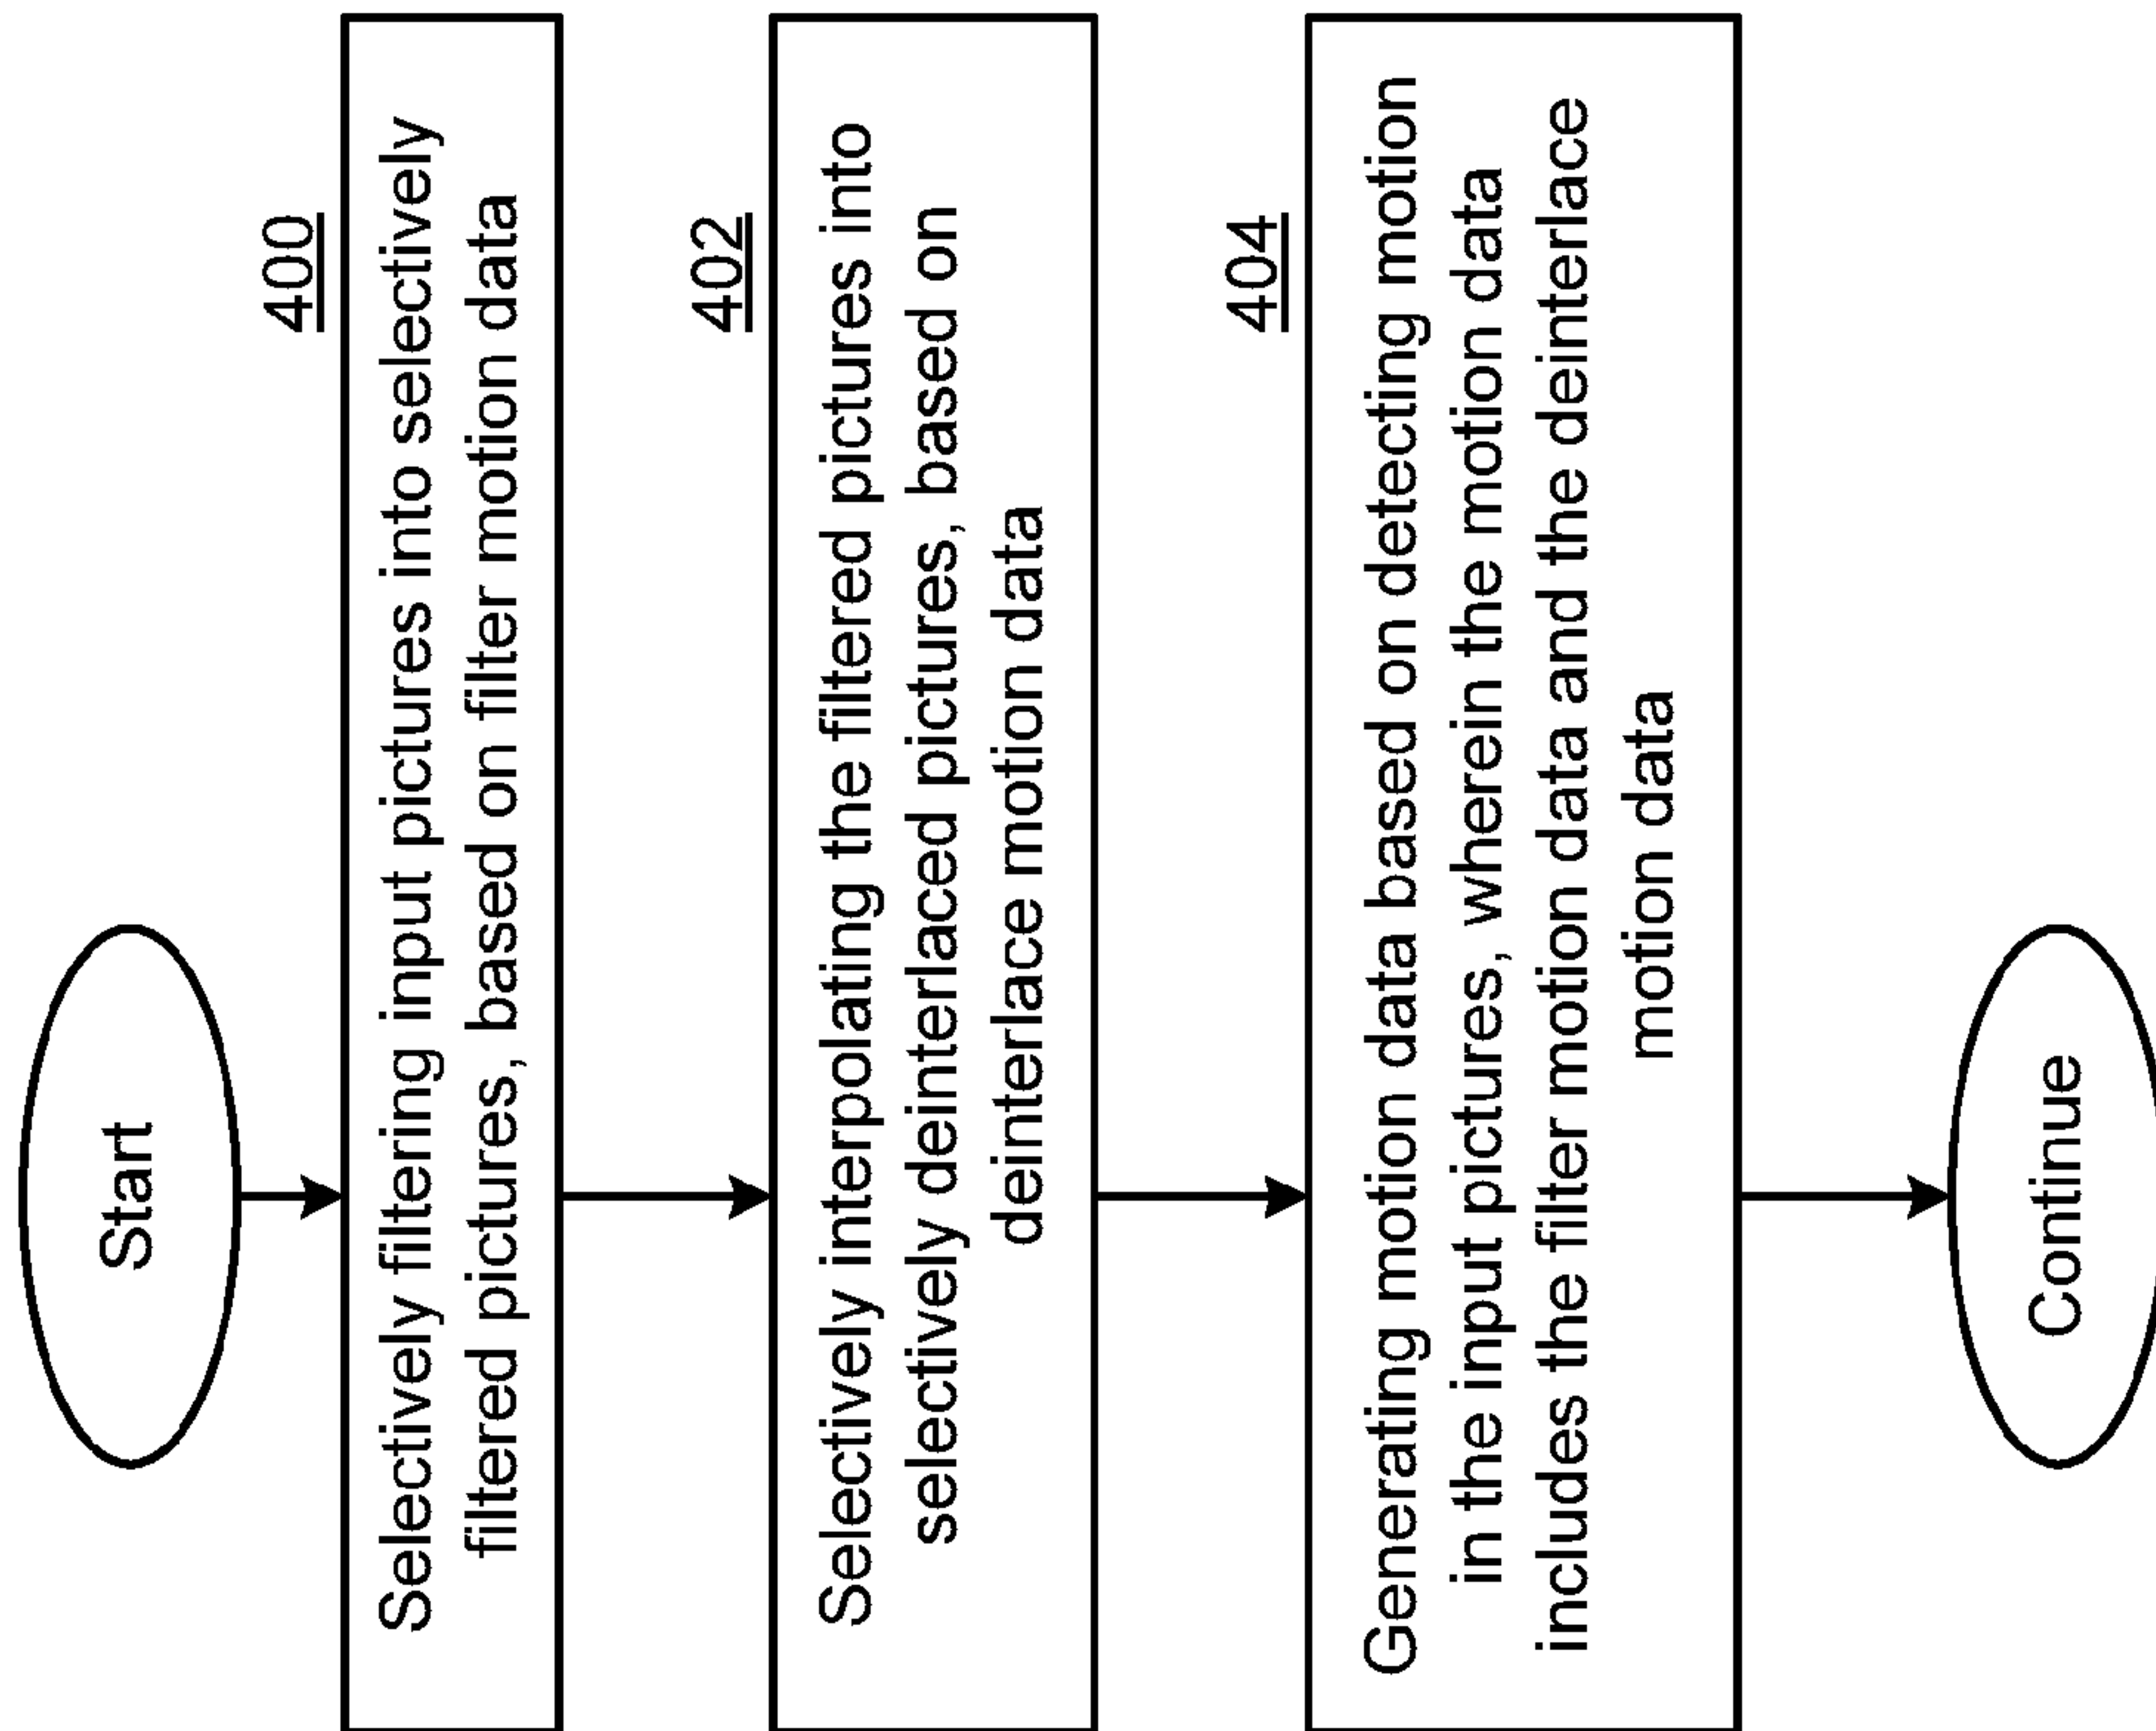 Start
400
Selectively filtering input pictures into selectively
filtered pictures, based on filter motion data
402
Selectively interpolating the filtered pictures into
selectively deinterlaced pictures, based on
deinterlace motion data
404
Generating motion data based on detecting motion
in the input pictures, wherein the motion data
includes the filter motion data and the deinterlace
motion data
Continue